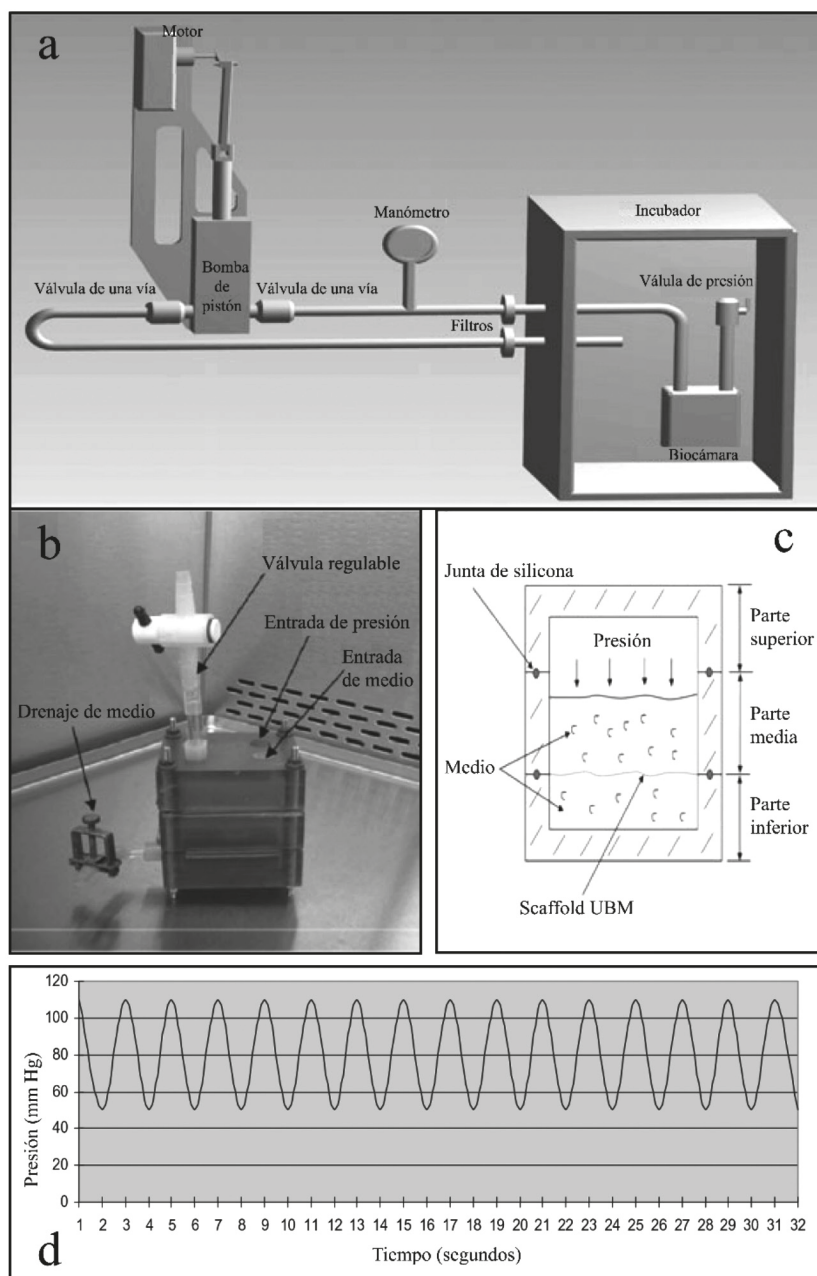 a
Motor
Manómetro
Incubador
Válvula de una vía
Bomba
de
pistón
Válvula de una vía
Válula de presión
Filtros
Biocámara
b
Válvula regulable
Entrada de presión
Entrada
de medio
Drenaje de medio
c
Junta de silicona
Presión
Parte
superior
Parte
media
Medio
Parte
inferior
Scaffold UBM
120
100
80
60
40
20
0
Presión (mm Hg)
1 2 3 4 5 6 7 8 9 10 11 12 13 14 15 16 17 18 19 20 21 22 23 24 25 26 27 28 29 30 31 32
Tiempo (segundos)
d